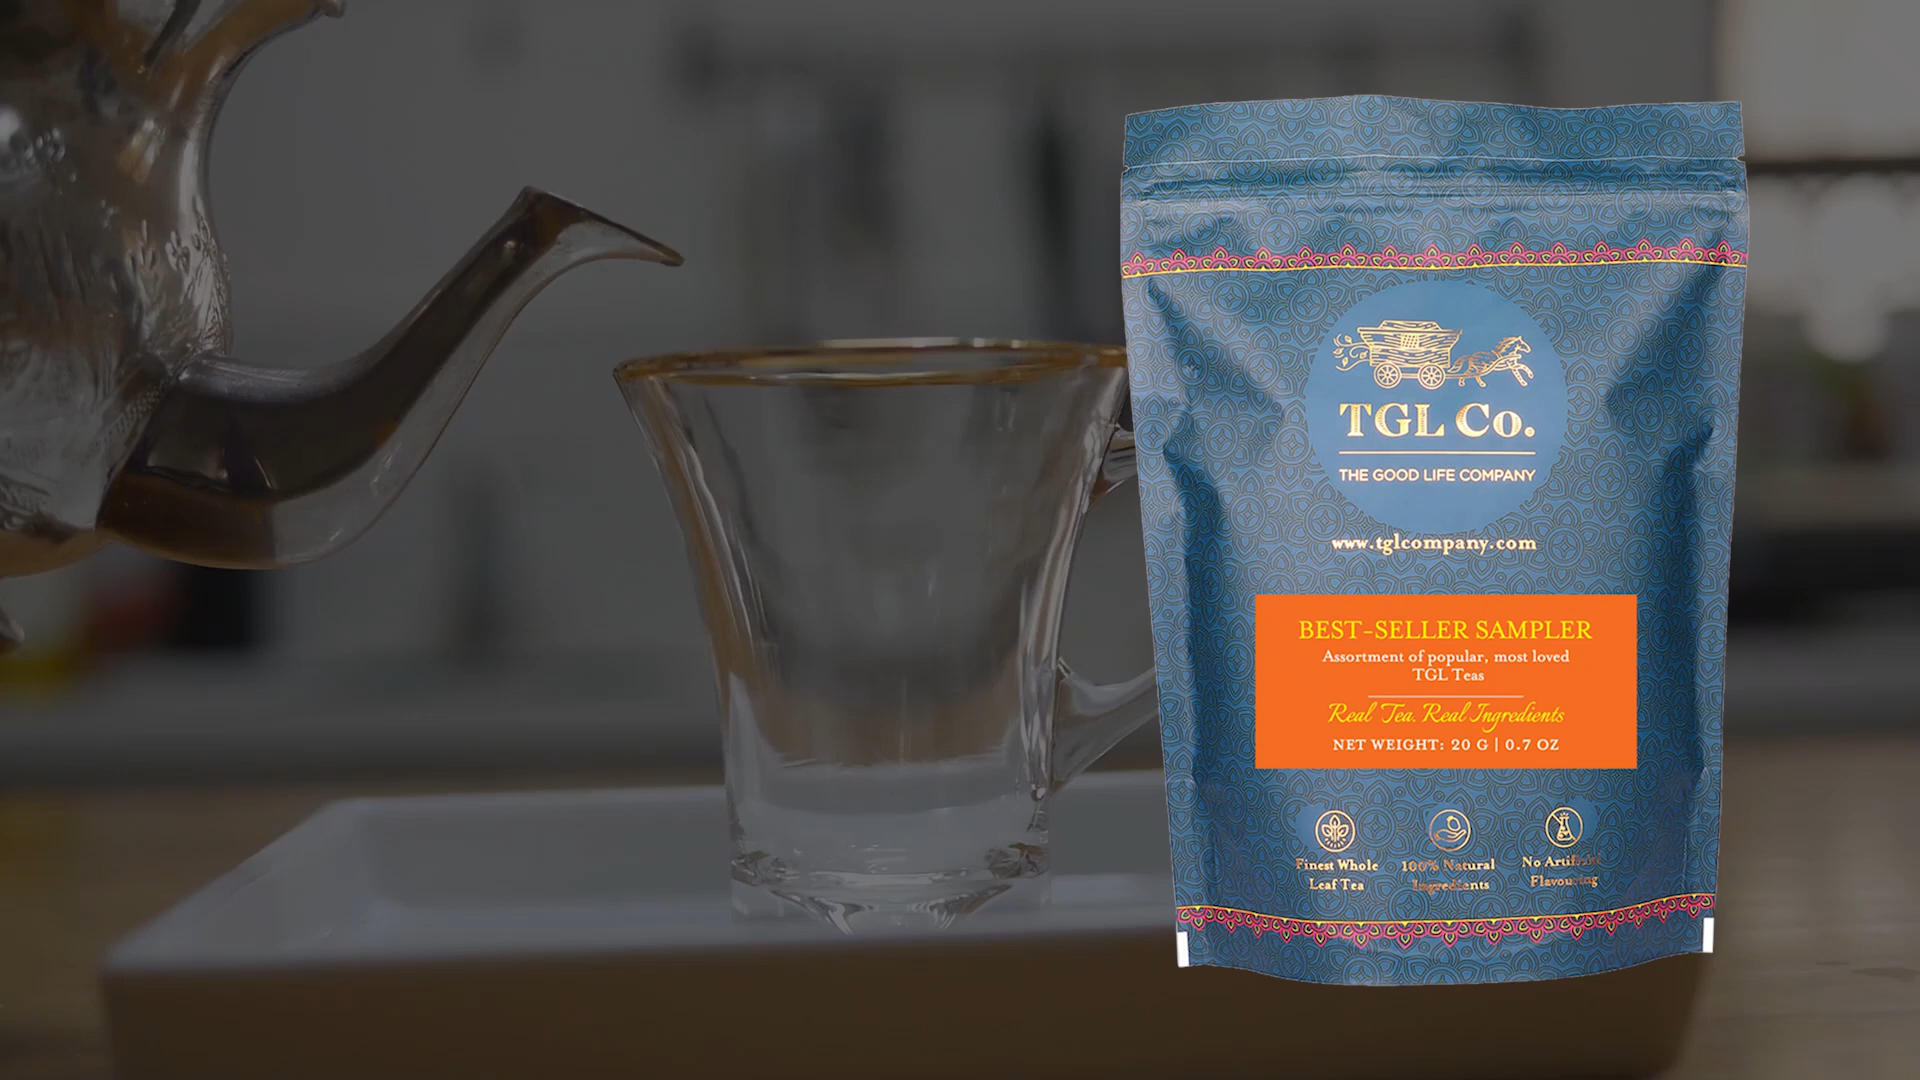 TGL Co.
THE GOOD LIFE COMPANY
www.tglcompany.com
BEST-SELLER SAMPLER
Assortment of popular, most loved
TGL Teas
Real Tea. Real Ingredients
NET WEIGHT: 20 G | 0.7 OZ
Finest Whole
Leaf Tea
100% Natural
Ingredients
No Artificial
Flavouring